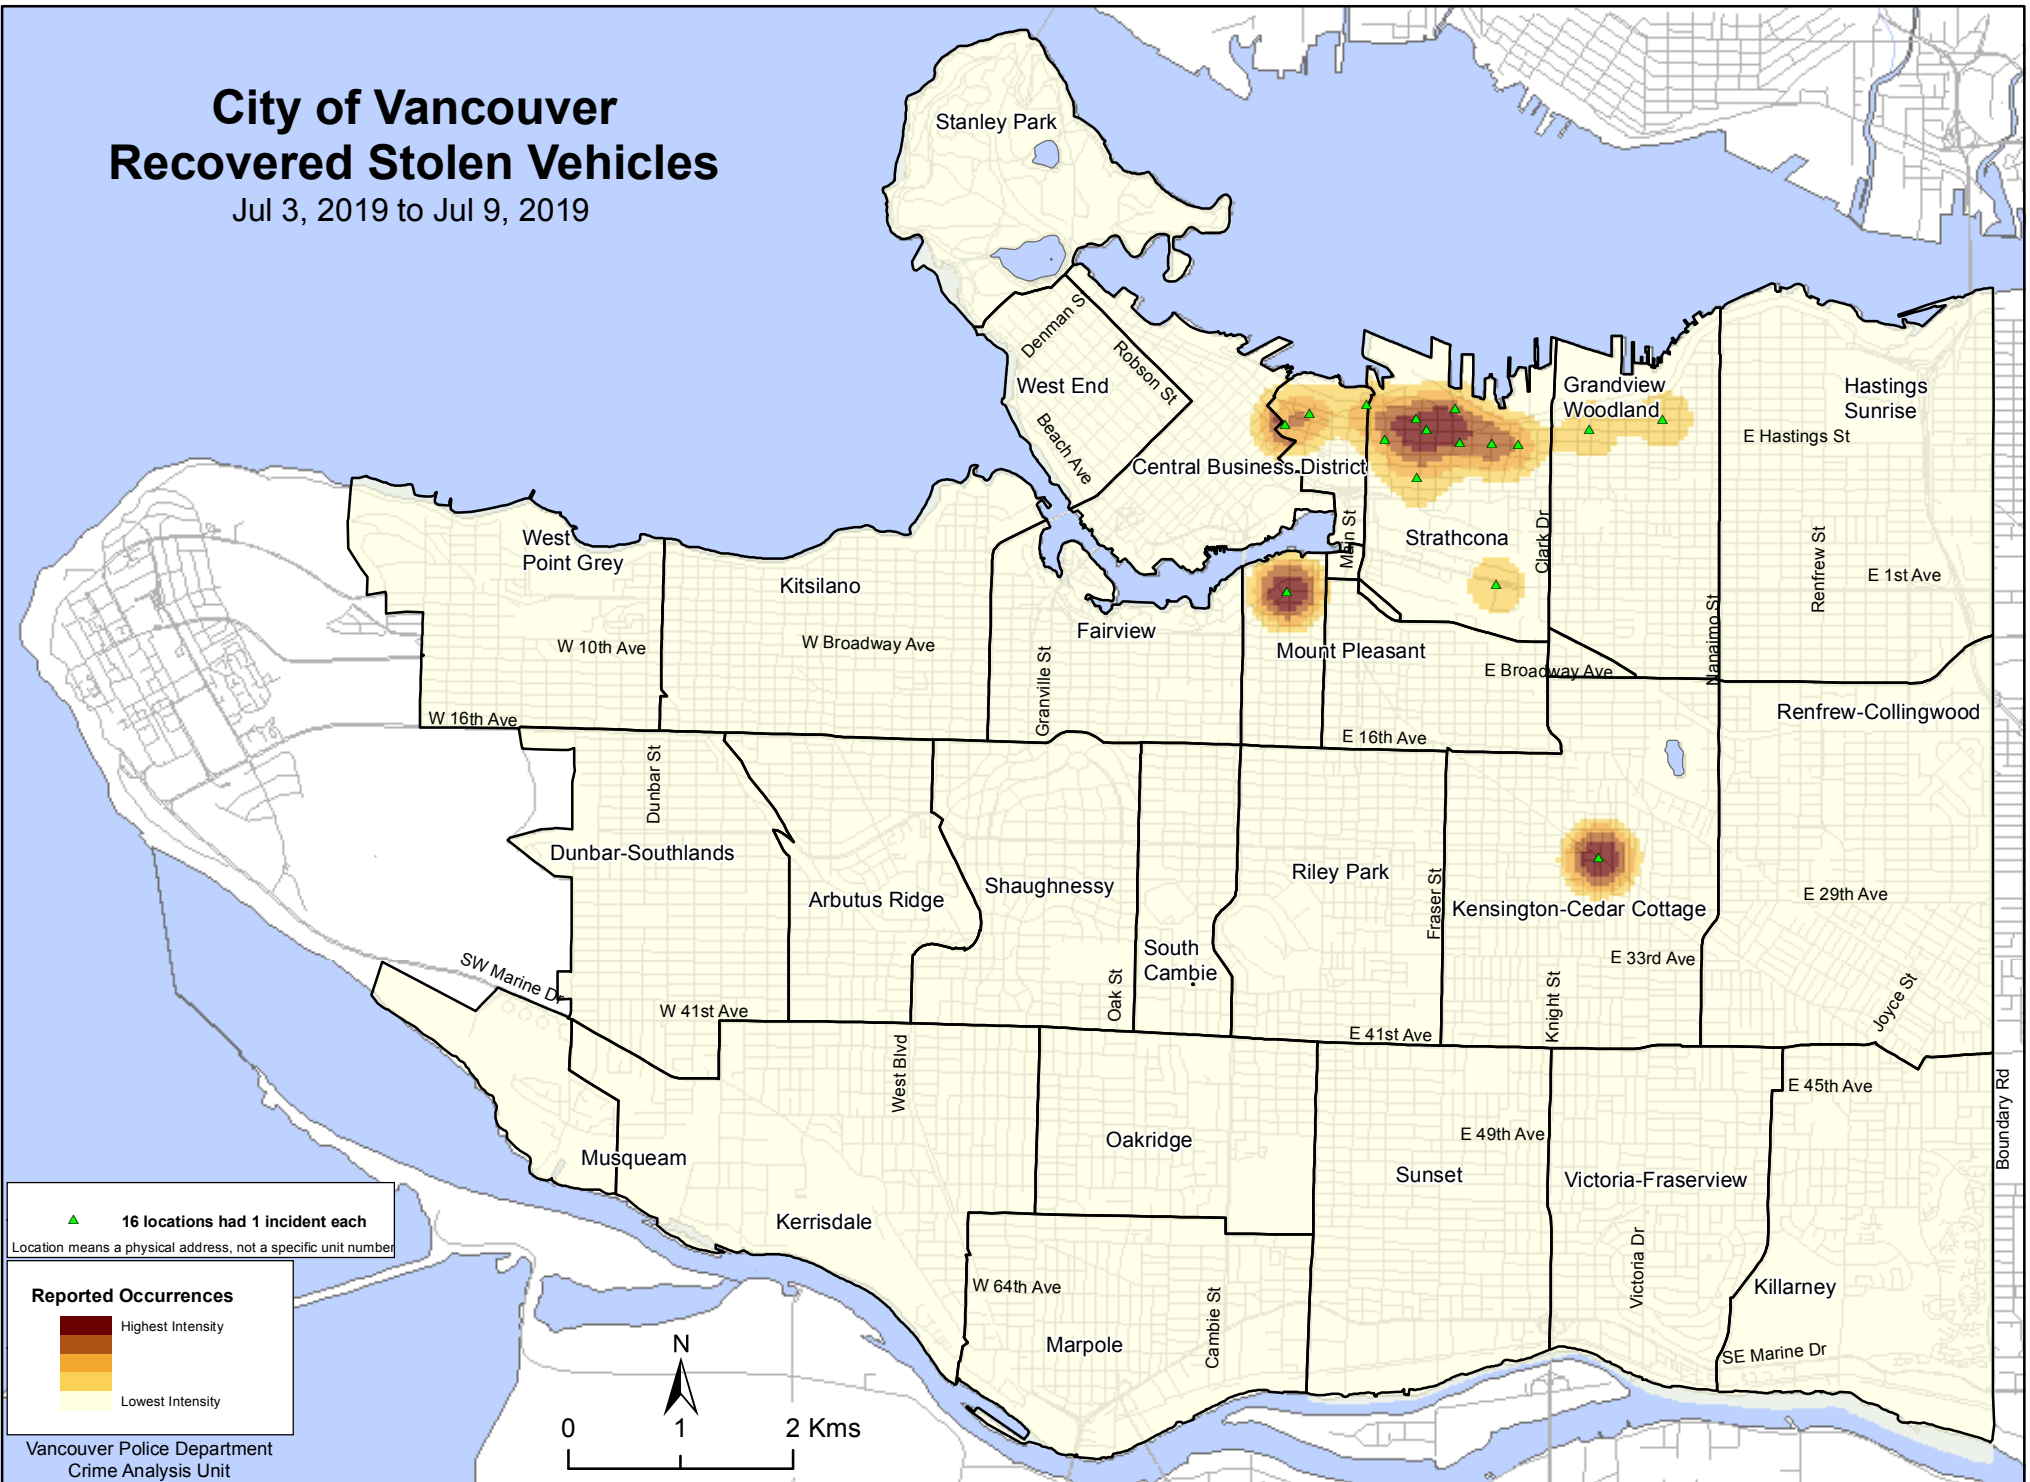 City of Vancouver
Recovered Stolen Vehicles
Jul 3, 2019 to Jul 9, 2019
Stanley Park
Denman S
Robson St
West End
Beach Ave
Central Business District
Grandview
Woodland
Hastings
Sunrise
E Hastings St
Main St
Strathcona
Clark Dr
Renfrew St
E 1st Ave
Nanaimo St
West
Point Grey
Kitsilano
W 10th Ave
W Broadway Ave
Fairview
Granville St
Mount Pleasant
E Broadway Ave
W 16th Ave
E 16th Ave
Renfrew-Collingwood
Dunbar St
Dunbar-Southlands
Arbutus Ridge
Shaughnessy
Riley Park
Fraser St
Kensington-Cedar Cottage
E 29th Ave
South
Cambie
Oak St
E 33rd Ave
Knight St
Joyce St
SW Marine Dr
W 41st Ave
E 41st Ave
West Blvd
E 45th Ave
Boundary Rd
Musqueam
Oakridge
E 49th Ave
Sunset
Victoria-Fraserview
Kerrisdale
Victoria Dr
Killarney
W 64th Ave
Cambie St
Marpole
SE Marine Dr
16 locations had 1 incident each
Location means a physical address, not a specific unit number
Reported Occurrences
Highest Intensity
Lowest Intensity
N
0 1 2 Kms
Vancouver Police Department
Crime Analysis Unit